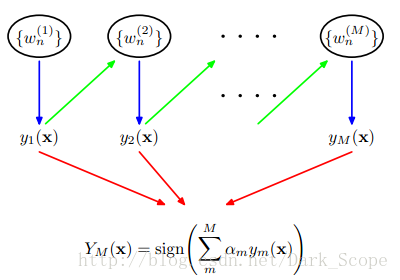 {w_n^{(1)}} {w_n^{(2)}} · · · · {w_n^{(M)}}
· · · ·
y_1(x) y_2(x) y_M(x)
Y_M(x) = sign(∑_m^M α_m y_m(x))
http://blog.csdn.net/Dark_Scope